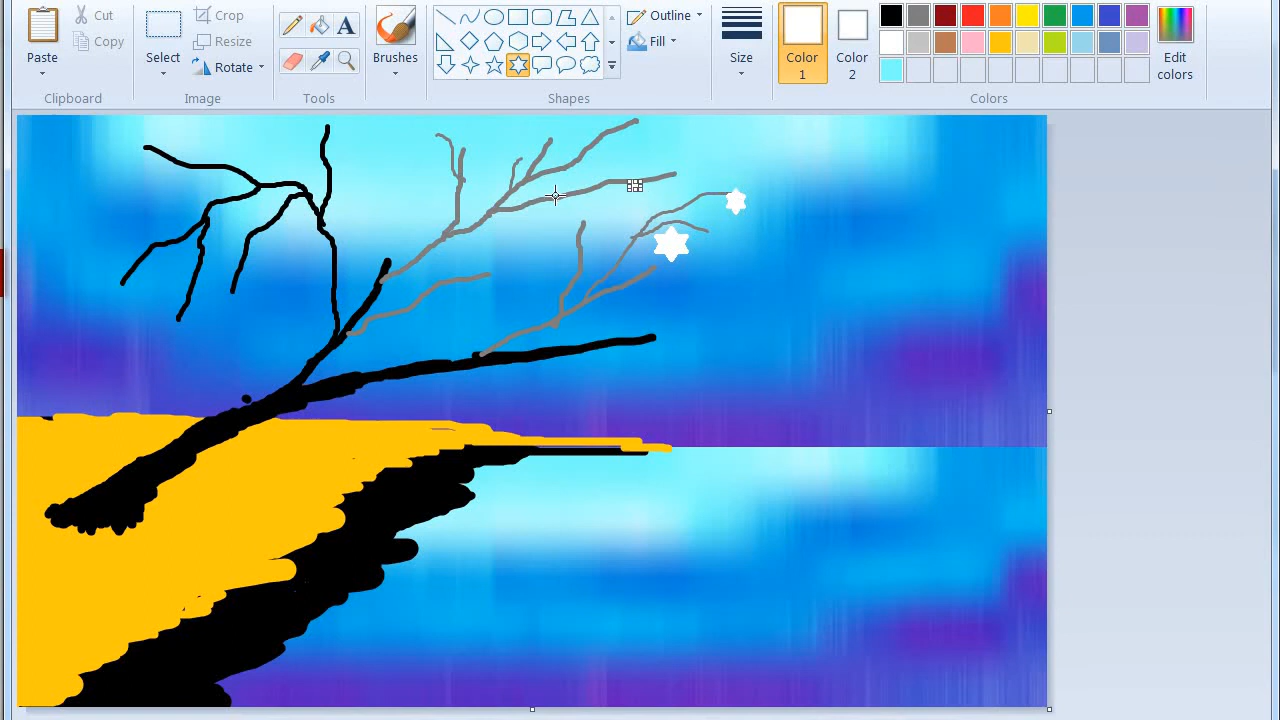 Paste
Cut
Copy
Clipboard
Select
Crop
Resize
Rotate
Image
A
Tools
Brushes
Shapes
Outline
Fill
Size
Color
1
Color
2
Edit
colors
Colors